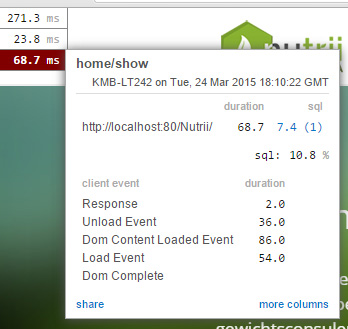 271.3 ms
23.8 ms
68.7 ms
home/show
KMB-LT242 on Tue, 24 Mar 2015 18:10:22 GMT
duration sql
http://localhost:80/Nutrii/ 68.7 7.4 (1)
sql: 10.8 %
client event duration
Response 2.0
Unload Event 36.0
Dom Content Loaded Event 86.0
Load Event 54.0
Dom Complete
share more columns